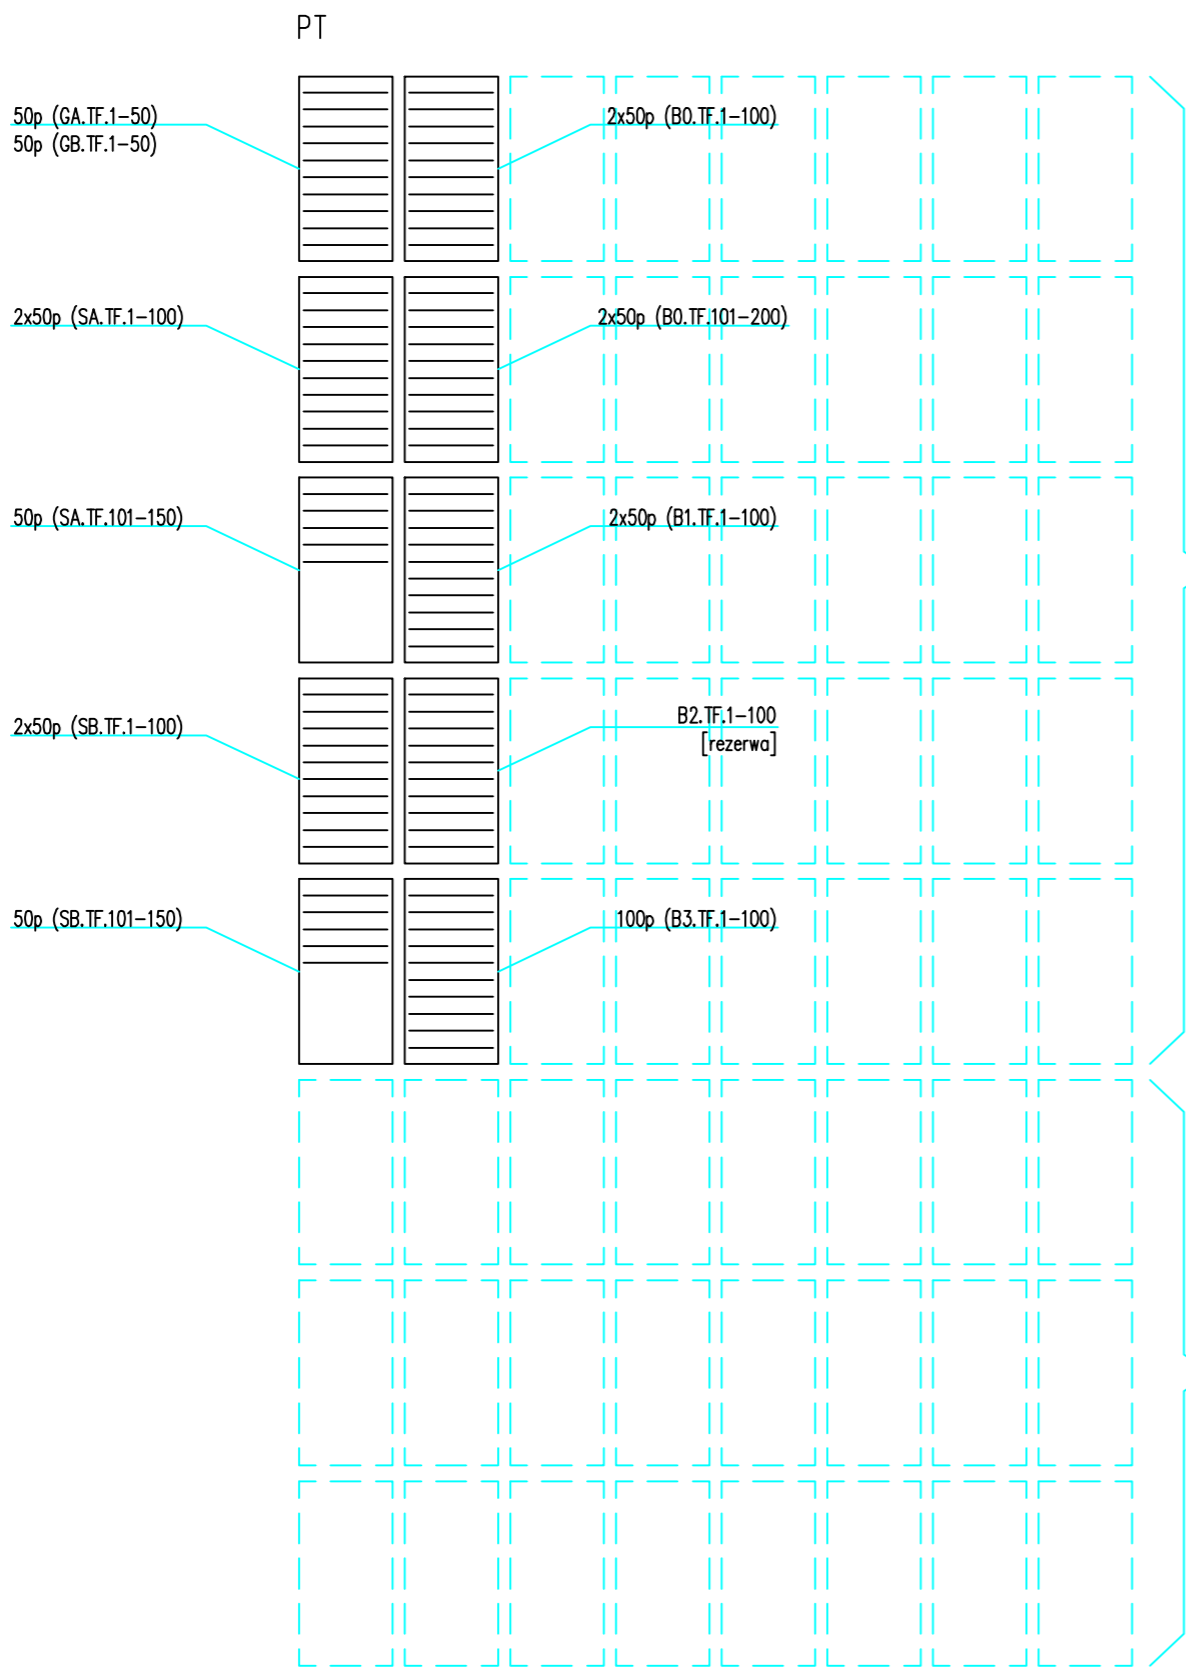 PT
50p (GA.TF.1-50)
50p (GB.TF.1-50)
2x50p (B0.TF.1-100)
2x50p (SA.TF.1-100)
2x50p (B0.TF.101-200)
50p (SA.TF.101-150)
2x50p (B1.TF.1-100)
2x50p (SB.TF.1-100)
B2.TF.1-100
[rezerwa]
50p (SB.TF.101-150)
100p (B3.TF.1-100)